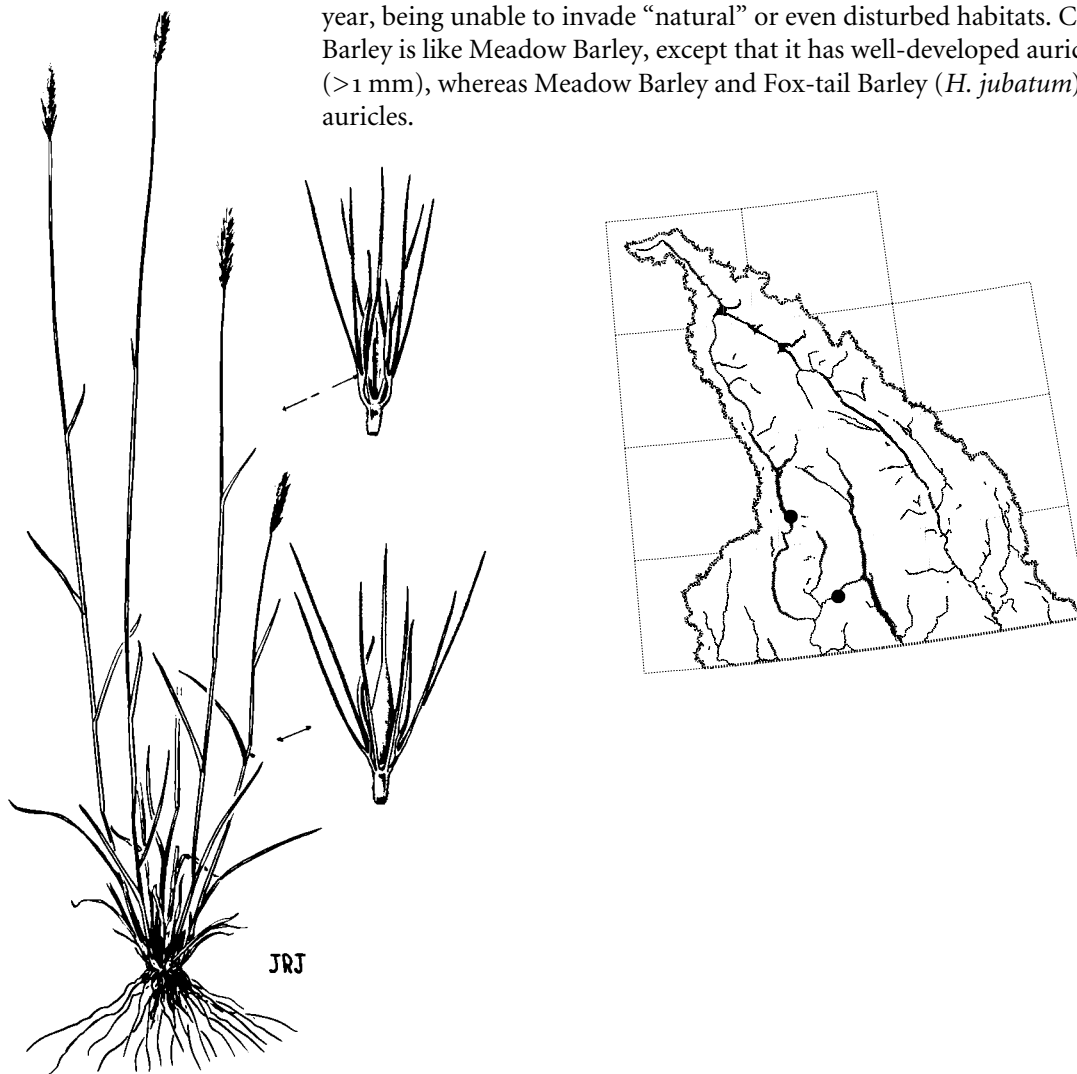 year, being unable to invade “natural” or even disturbed habitats.
Barley is like Meadow Barley, except that it has well-developed
(>1 mm), whereas Meadow Barley and Fox-tail Barley (H. jubatum)
auricles.
JRJ